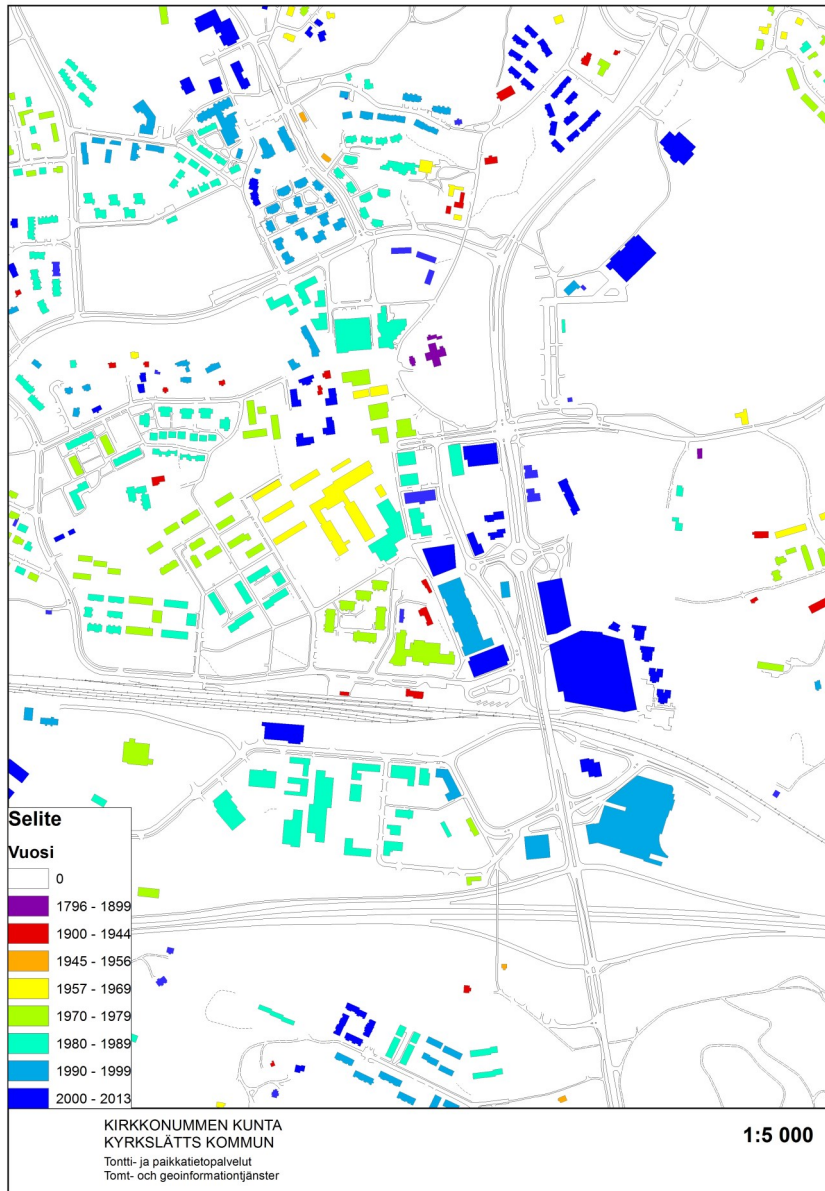 Selite
Vuosi
0
1796 - 1899
1900 - 1944
1945 - 1956
1957 - 1969
1970 - 1979
1980 - 1989
1990 - 1999
2000 - 2013
KIRKKONUMMEN KUNTA
KYRKSLÄTTS KOMMUN
Tontti- ja paikkatietopalvelut
Tomt- och geoinformationtjänster
1:5 000